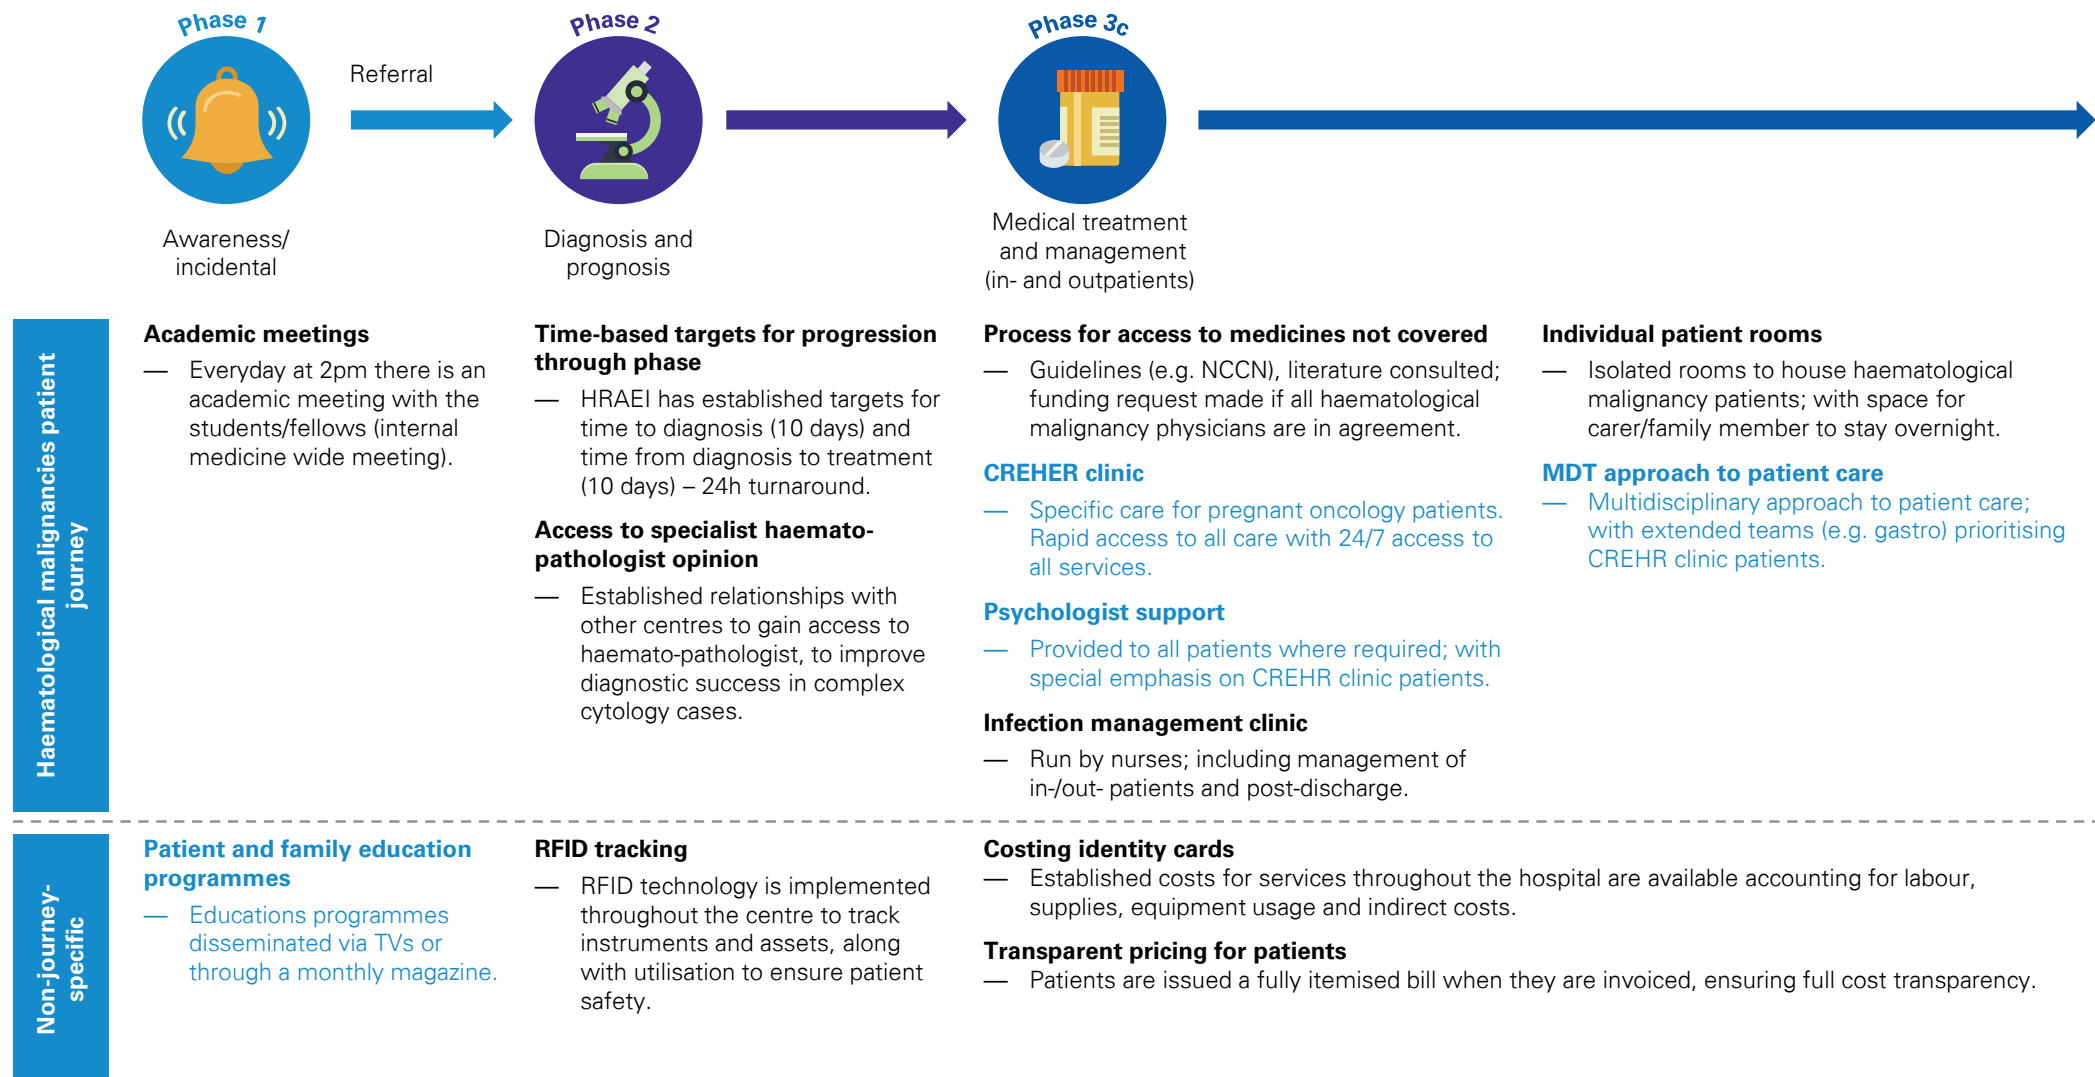 Phase 1
Referral
Phase 2
Phase 3c
Awareness/
incidental
Diagnosis and
prognosis
Medical treatment
and management
(in- and outpatients)
Haematological malignancies patient
journey
Academic meetings
— Everyday at 2pm there is an
academic meeting with the
students/fellows (internal
medicine wide meeting).
Time-based targets for progression
through phase
— HRAEI has established targets for
time to diagnosis (10 days) and
time from diagnosis to treatment
(10 days) – 24h turnaround.
Access to specialist haemato-
pathologist opinion
— Established relationships with
other centres to gain access to
haemato-pathologist, to improve
diagnostic success in complex
cytology cases.
Process for access to medicines not covered
— Guidelines (e.g. NCCN), literature consulted;
funding request made if all haematological
malignancy physicians are in agreement.
CREHER clinic
— Specific care for pregnant oncology patients.
Rapid access to all care with 24/7 access to
all services.
Psychologist support
— Provided to all patients where required; with
special emphasis on CREHR clinic patients.
Infection management clinic
— Run by nurses; including management of
in-/out- patients and post-discharge.
Individual patient rooms
— Isolated rooms to house haematological
malignancy patients; with space for
carer/family member to stay overnight.
MDT approach to patient care
— Multidisciplinary approach to patient care;
with extended teams (e.g. gastro) prioritising
CREHR clinic patients.
Non-journey-
specific
Patient and family education
programmes
— Educations programmes
disseminated via TVs or
through a monthly magazine.
RFID tracking
— RFID technology is implemented
throughout the centre to track
instruments and assets, along
with utilisation to ensure patient
safety.
Costing identity cards
— Established costs for services throughout the hospital are available accounting for labour,
supplies, equipment usage and indirect costs.
Transparent pricing for patients
— Patients are issued a fully itemised bill when they are invoiced, ensuring full cost transparency.